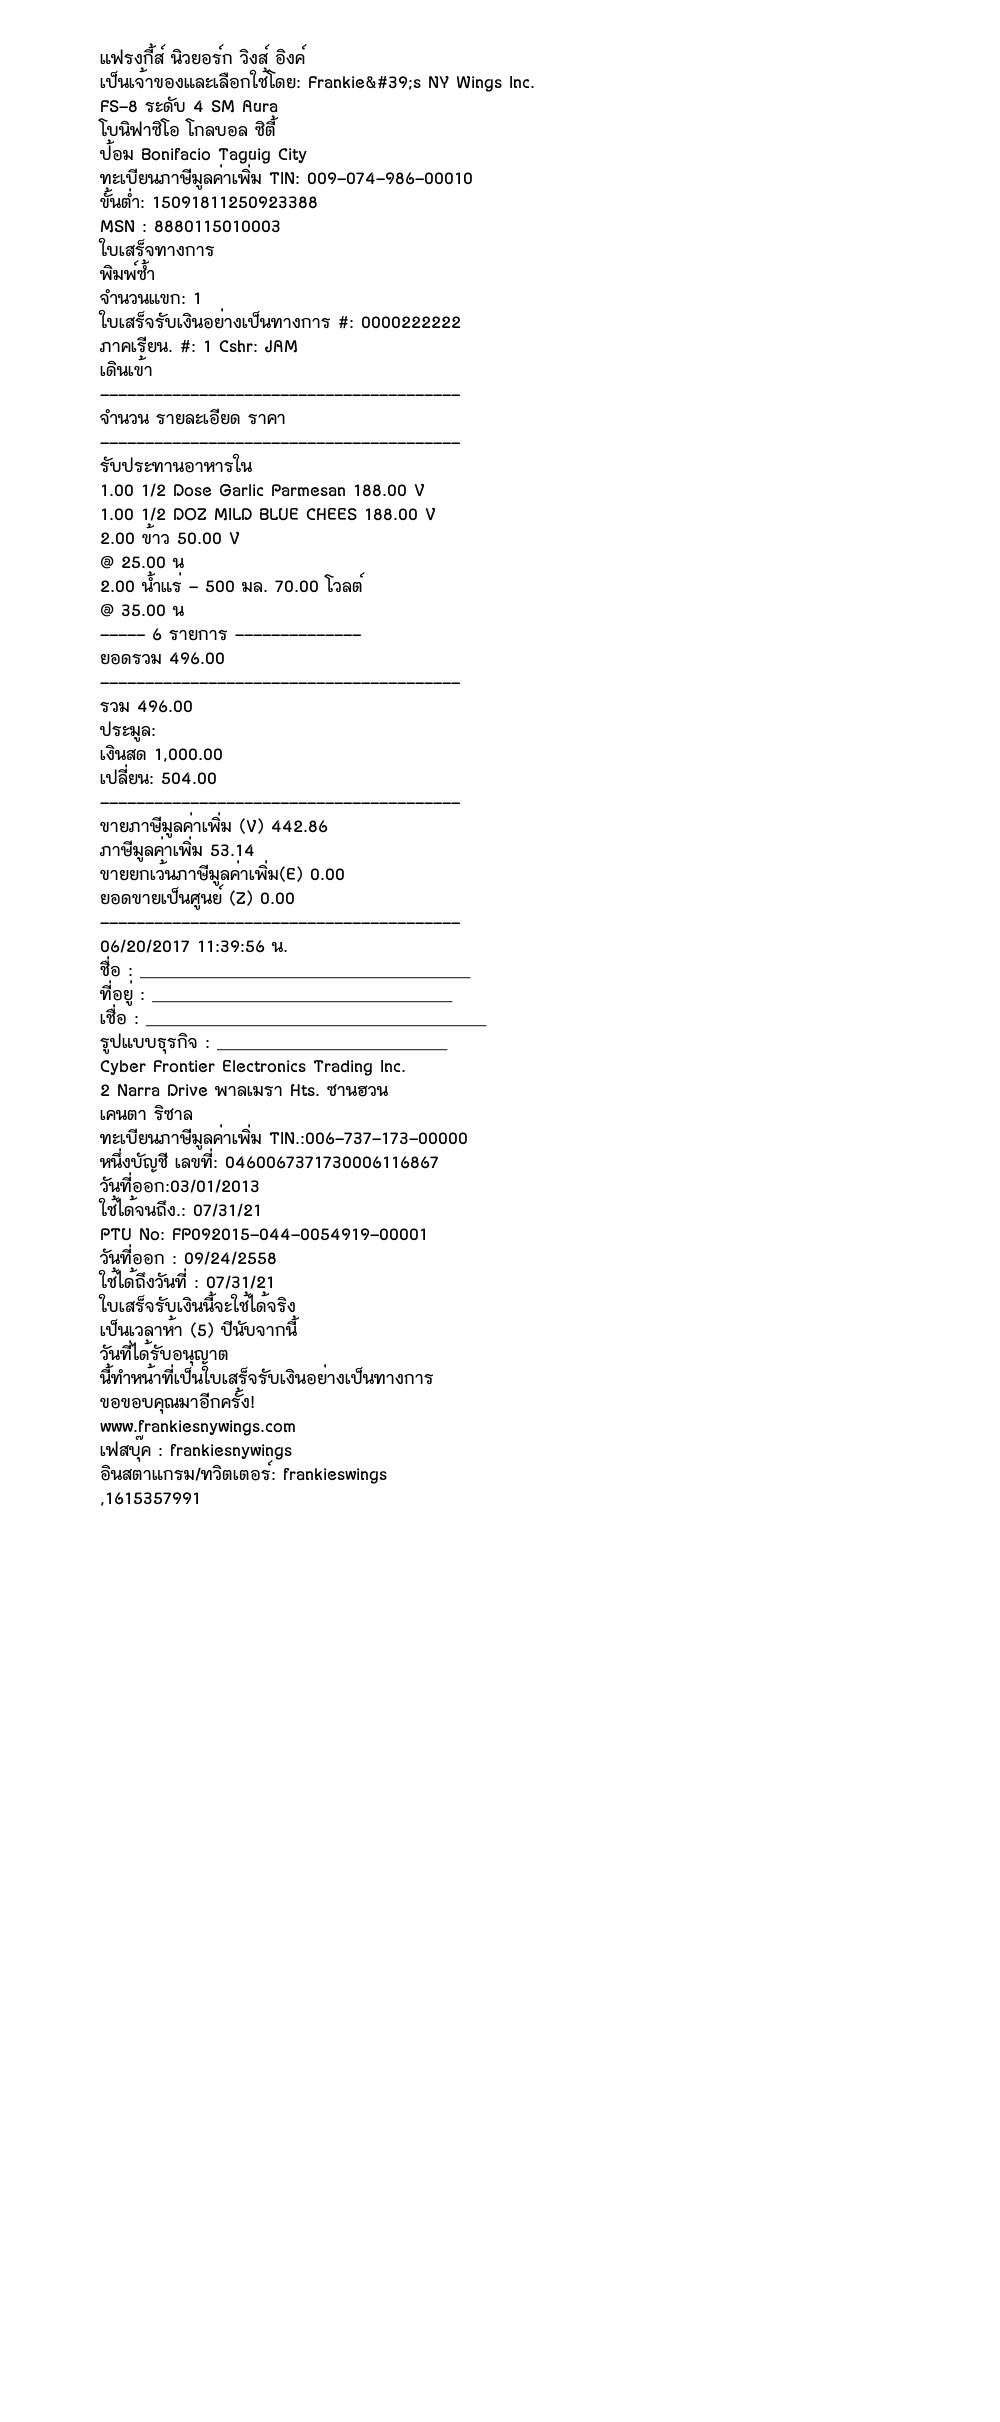 แฟรงกี้ส์ นิวยอร์ก วิงส์ อิงค์
เป็นเจ้าของและเลือกใช้โดย: Frankie&#39;s NY Wings Inc.
FS-8 ระดับ 4 SM Aura
โบนิฟาซิโอ โกลบอล ซิตี้
ป้อม Bonifacio Taguig City
ทะเบียนภาษีมูลค่าเพิ่ม TIN: 009-074-986-00010
ขั้นต่ำ: 15091811250923388
MSN : 8880115010003
ใบเสร็จทางการ
พิมพ์ซ้ำ
จำนวนแขก: 1
ใบเสร็จรับเงินอย่างเป็นทางการ #: 0000222222
ภาคเรียน. #: 1 Cshr: JAM
เดินเข้า
----------------------------------------
จำนวน รายละเอียด ราคา
----------------------------------------
รับประทานอาหารใน
1.00 1/2 Dose Garlic Parmesan 188.00 V
1.00 1/2 DOZ MILD BLUE CHEES 188.00 V
2.00 ข้าว 50.00 V
@ 25.00 น
2.00 น้ำแร่ - 500 มล. 70.00 โวลต์
@ 35.00 น
----- 6 รายการ --------------
ยอดรวม 496.00
----------------------------------------
รวม 496.00
ประมูล:
เงินสด 1,000.00
เปลี่ยน: 504.00
----------------------------------------
ขายภาษีมูลค่าเพิ่ม (V) 442.86
ภาษีมูลค่าเพิ่ม 53.14
ขายยกเว้นภาษีมูลค่าเพิ่ม(E) 0.00
ยอดขายเป็นศูนย์ (Z) 0.00
----------------------------------------
06/20/2017 11:39:56 น.
ชื่อ : _________________________________
ที่อยู่ : ______________________________
เชื่อ : __________________________________
รูปแบบธุรกิจ : _______________________
Cyber Frontier Electronics Trading Inc.
2 Narra Drive พาลเมรา Hts. ซานฮวน
เคนตา ริซาล
ทะเบียนภาษีมูลค่าเพิ่ม TIN.:006-737-173-00000
หนึ่งบัญชี เลขที่: 0460067371730006116867
วันที่ออก:03/01/2013
ใช้ได้จนถึง.: 07/31/21
PTU No: FP092015-044-0054919-00001
วันที่ออก : 09/24/2558
ใช้ได้ถึงวันที่ : 07/31/21
ใบเสร็จรับเงินนี้จะใช้ได้จริง
เป็นเวลาห้า (5) ปีนับจากนี้
วันที่ได้รับอนุญาต
นี้ทำหน้าที่เป็นใบเสร็จรับเงินอย่างเป็นทางการ
ขอขอบคุณมาอีกครั้ง!
www.frankiesnywings.com
เฟสบุ๊ค : frankiesnywings
อินสตาแกรม/ทวิตเตอร์: frankieswings
,1615357991